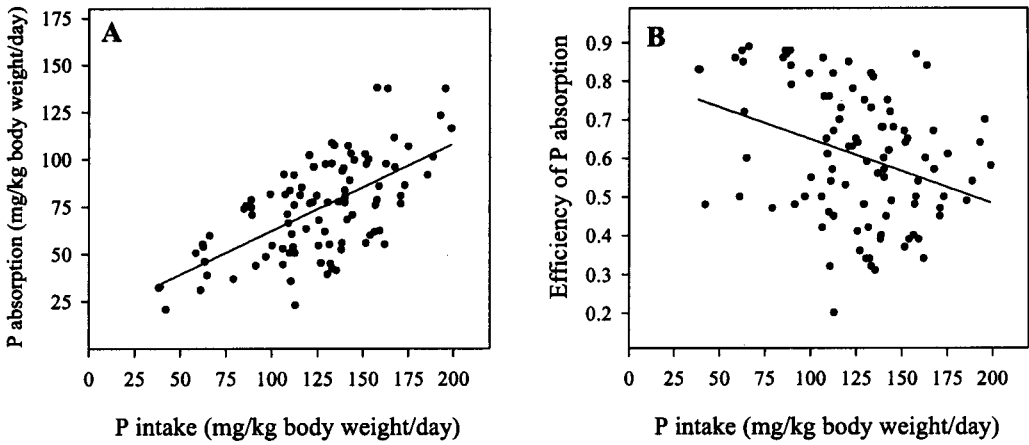 A
P absorption (mg/kg body weight/day)
175
150
125
100
75
50
25
0 25 50 75 100 125 150 175 200
P intake (mg/kg body weight/day)
B
Efficiency of P absorption
0.9
0.8
0.7
0.6
0.5
0.4
0.3
0.2
0 25 50 75 100 125 150 175 200
P intake (mg/kg body weight/day)